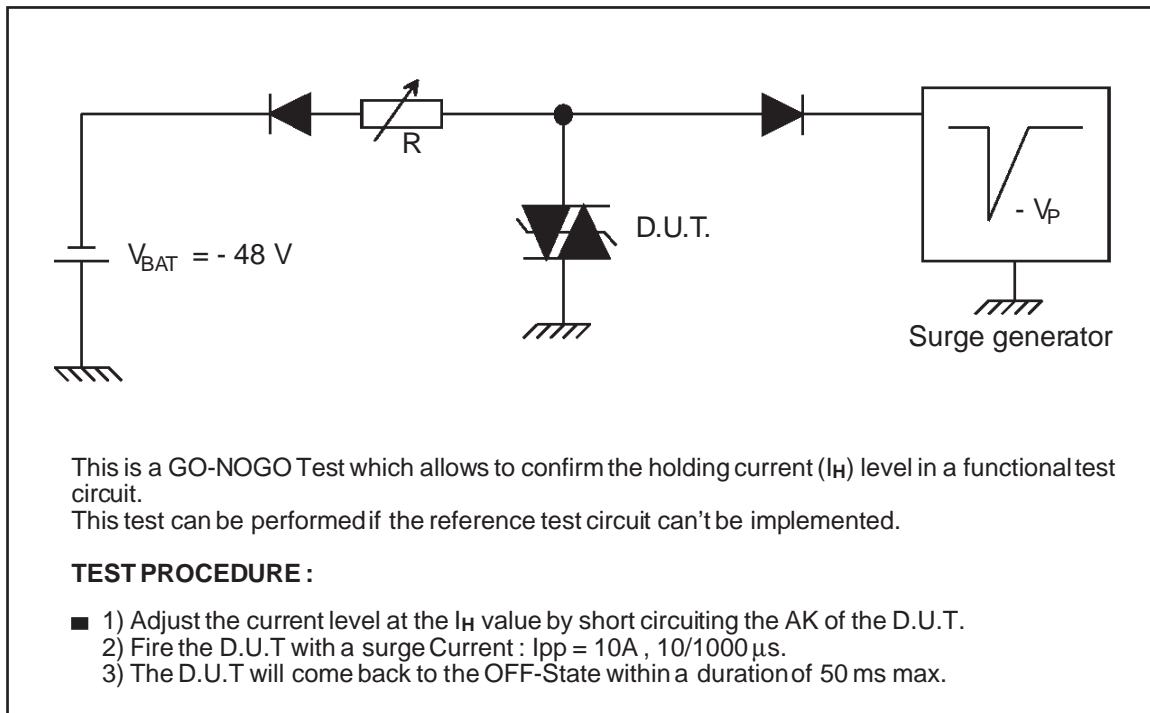 R
D.U.T.
- VP
VBAT = - 48 V
Surge generator
This is a GO-NOGO Test which allows to confirm the holding current (IH) level in a functional test
circuit.
This test can be performed if the reference test circuit can't be implemented.
TEST PROCEDURE :
■ 1) Adjust the current level at the IH value by short circuiting the AK of the D.U.T.
2) Fire the D.U.T with a surge Current : Ipp = 10A , 10/1000 μs.
3) The D.U.T will come back to the OFF-State within a duration of 50 ms max.